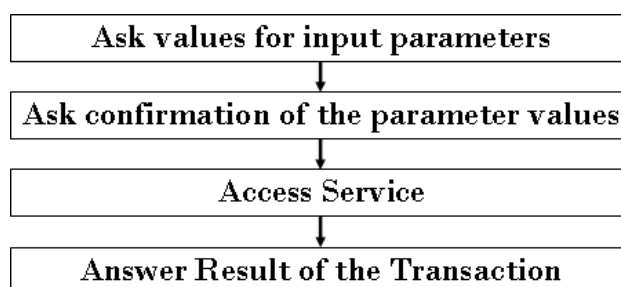 Ask values for input parameters
Ask confirmation of the parameter values
Access Service
Answer Result of the Transaction